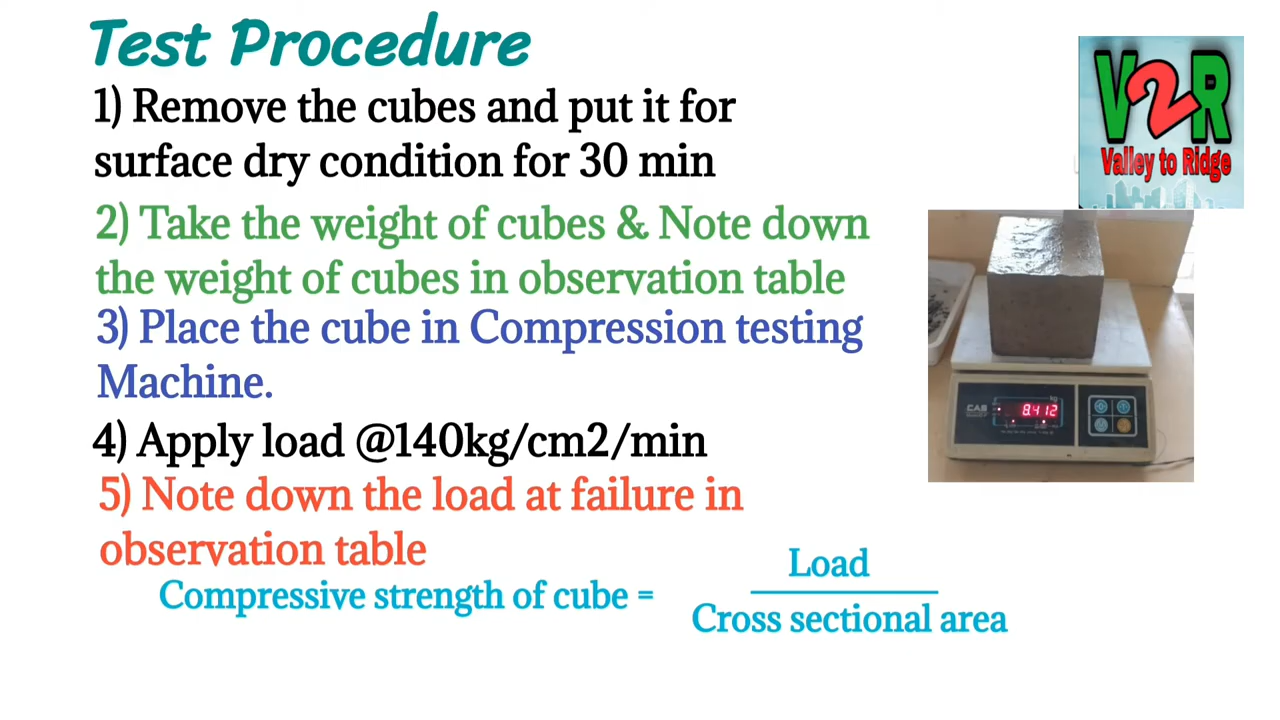 Test Procedure
1) Remove the cubes and put it for
surface dry condition for 30 min
2) Take the weight of cubes & Note down
the weight of cubes in observation table
3) Place the cube in Compression testing
Machine.
4) Apply load @140kg/cm2/min
5) Note down the load at failure in
observation table
Compressive strength of cube =
Load
Cross sectional area
V2R
Valley to Ridge
CAS
8.412
kg